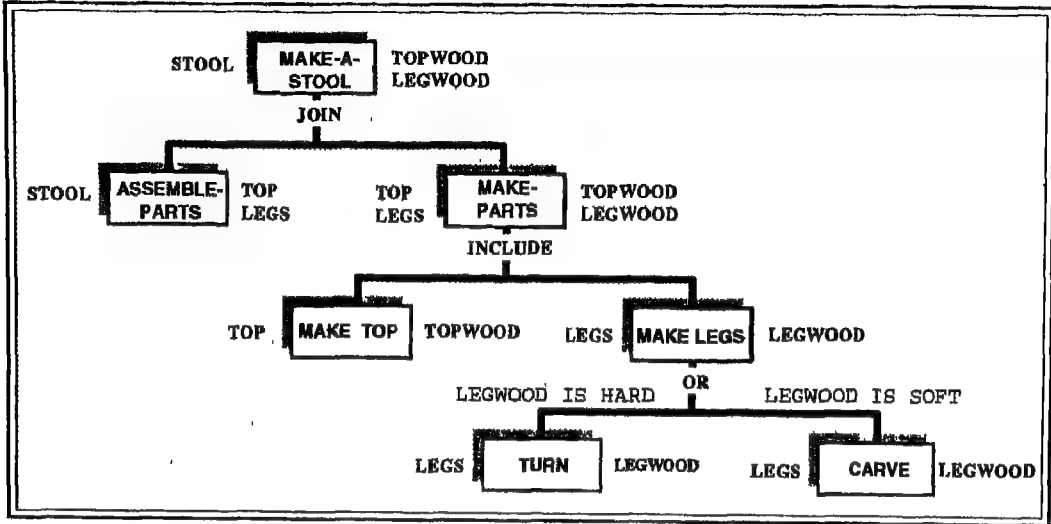 STOOL MAKE-A- TOPWOOD
STOOL LEGWOOD
JOIN
STOOL ASSEMBLE- TOP TOP MAKE- TOPWOOD
PARTS LEGS LEGS PARTS LEGWOOD
INCLUDE
TOP MAKE TOP TOPWOOD LEGS MAKE LEGS LEGWOOD
OR
LEGWOOD IS HARD LEGWOOD IS SOFT
LEGS TURN LEGWOOD LEGS CARVE LEGWOOD